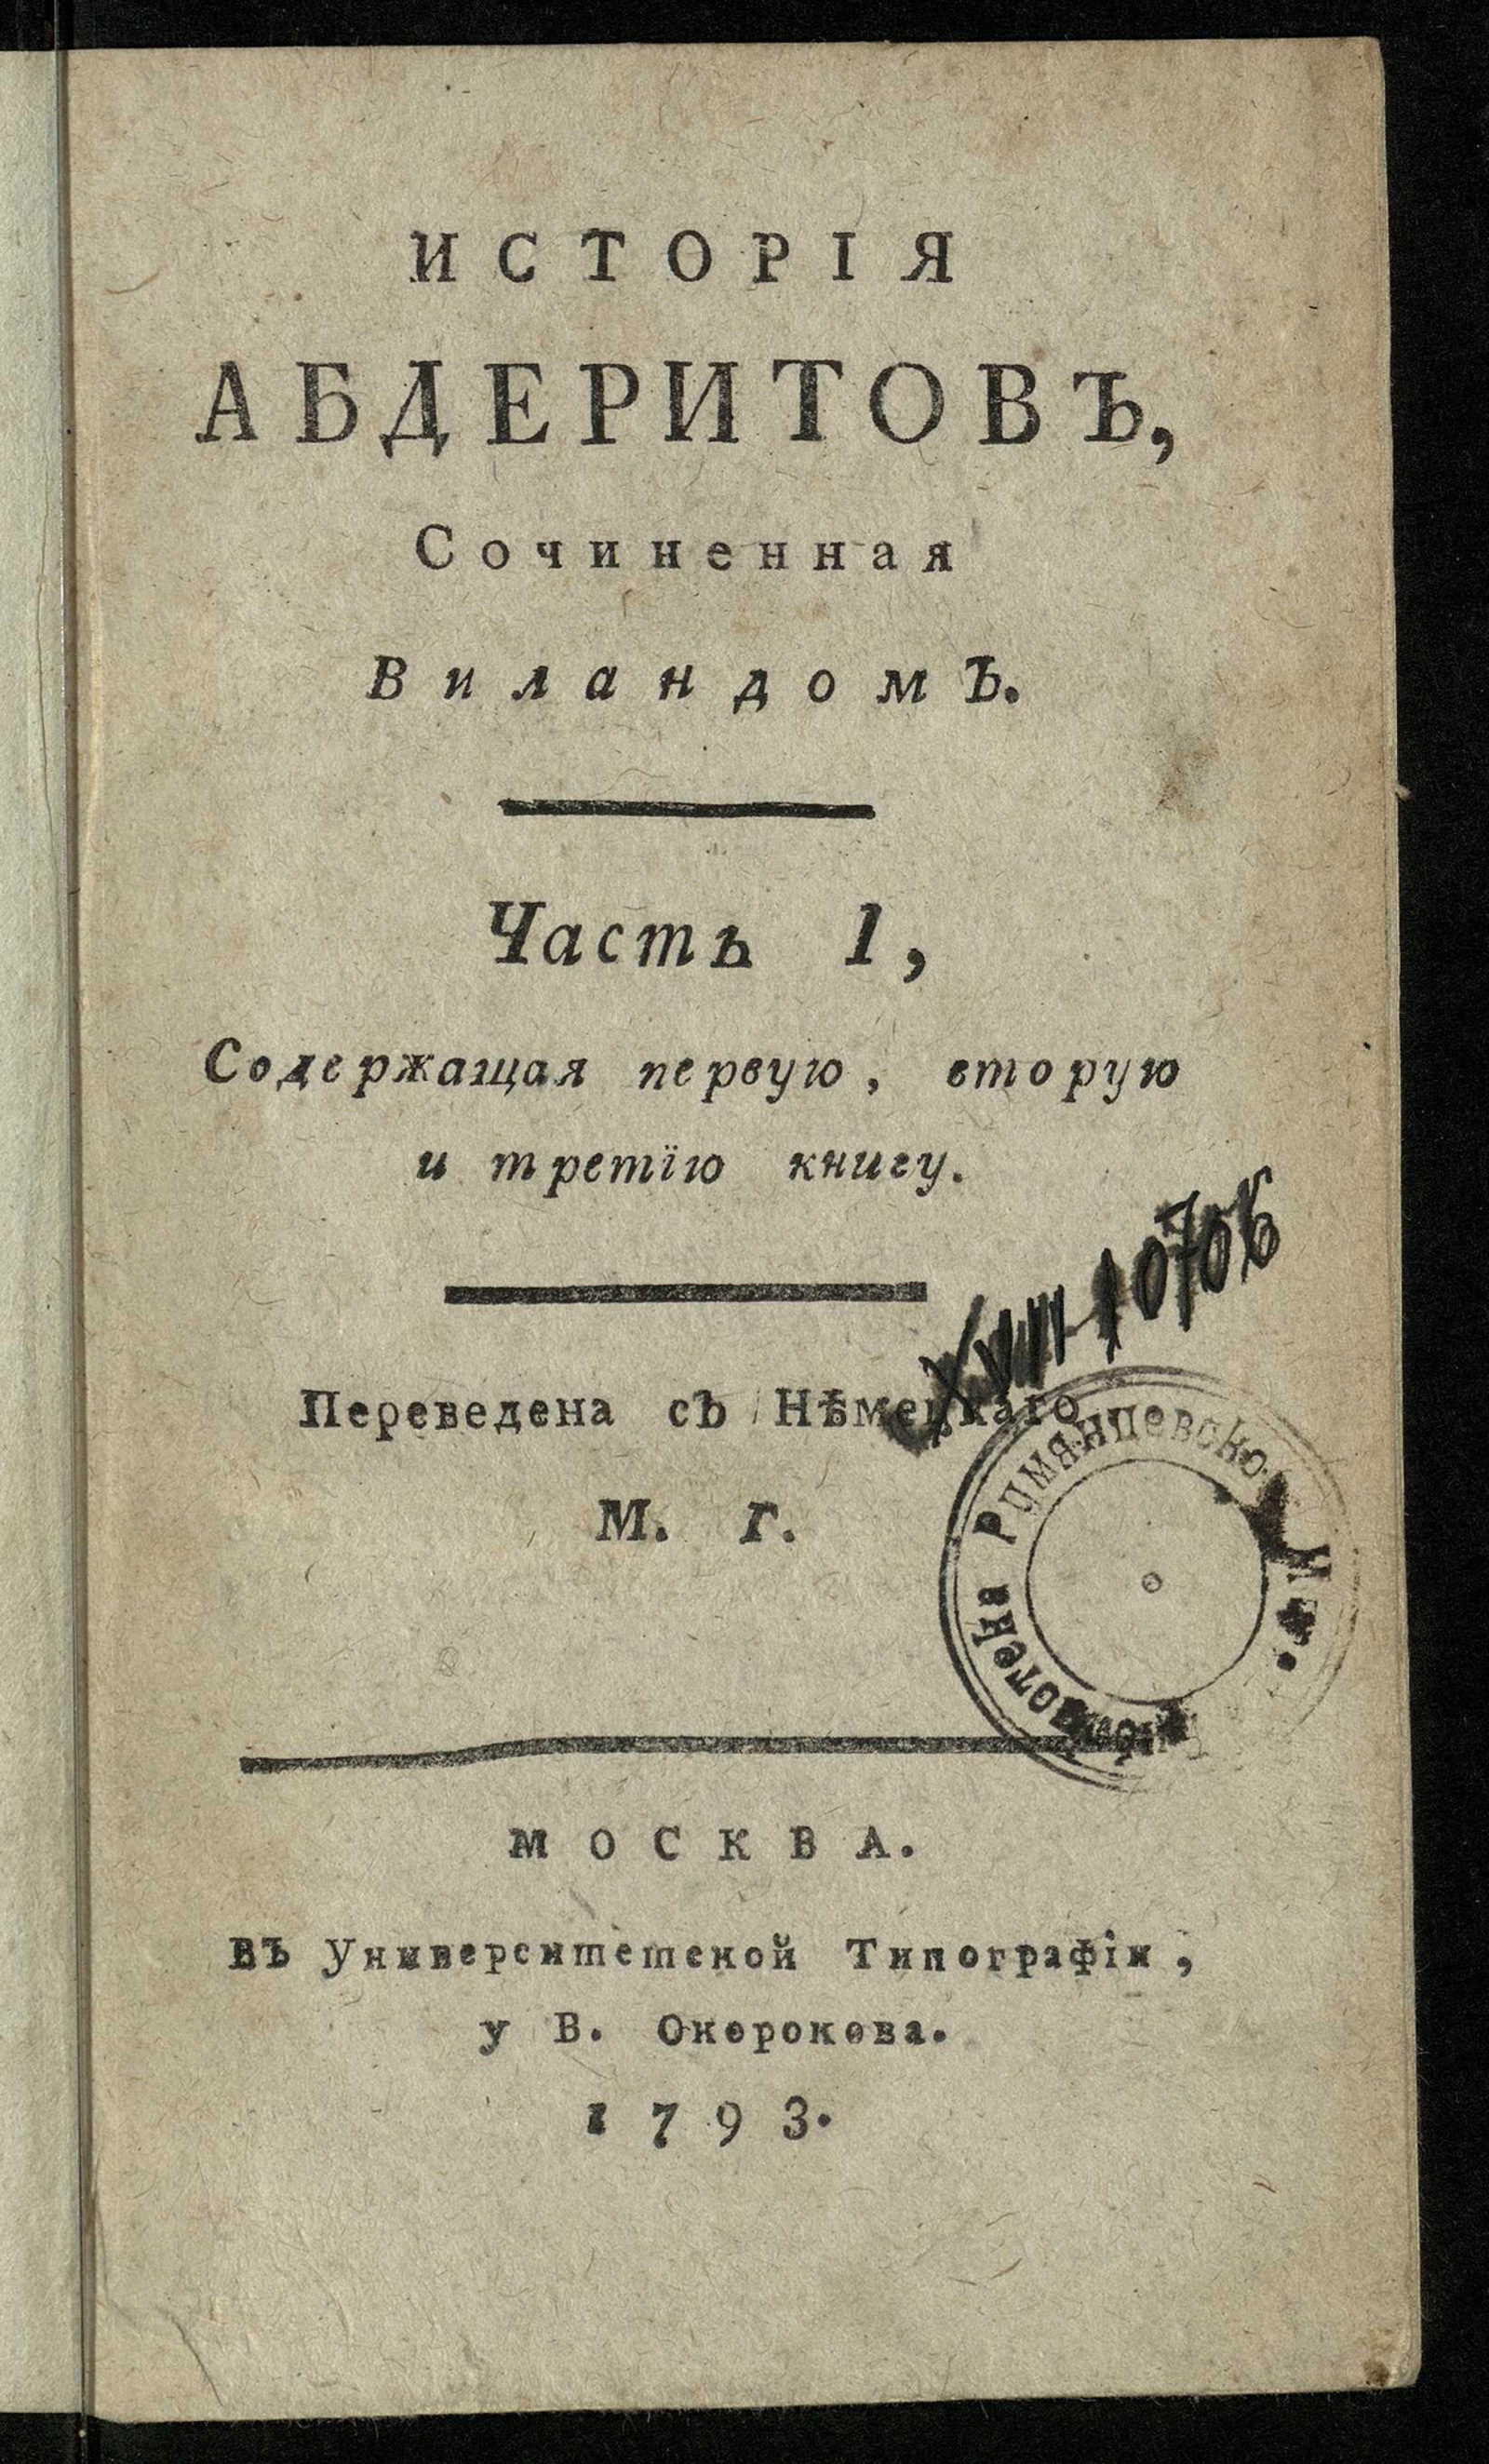 ИСТОРІЯ
АБДЕРИТОВЪ,
Сочиненная
Виландомъ.
Часть 1,
Содержащая первую, вторую
и третїю книгу.
XVIII-10706
Переведена съ Нѣмецкаго
М. Г.
Румянцевско
МОСКВА.
въ Университетской Типографіи,
у В. Окорокова.
1793.